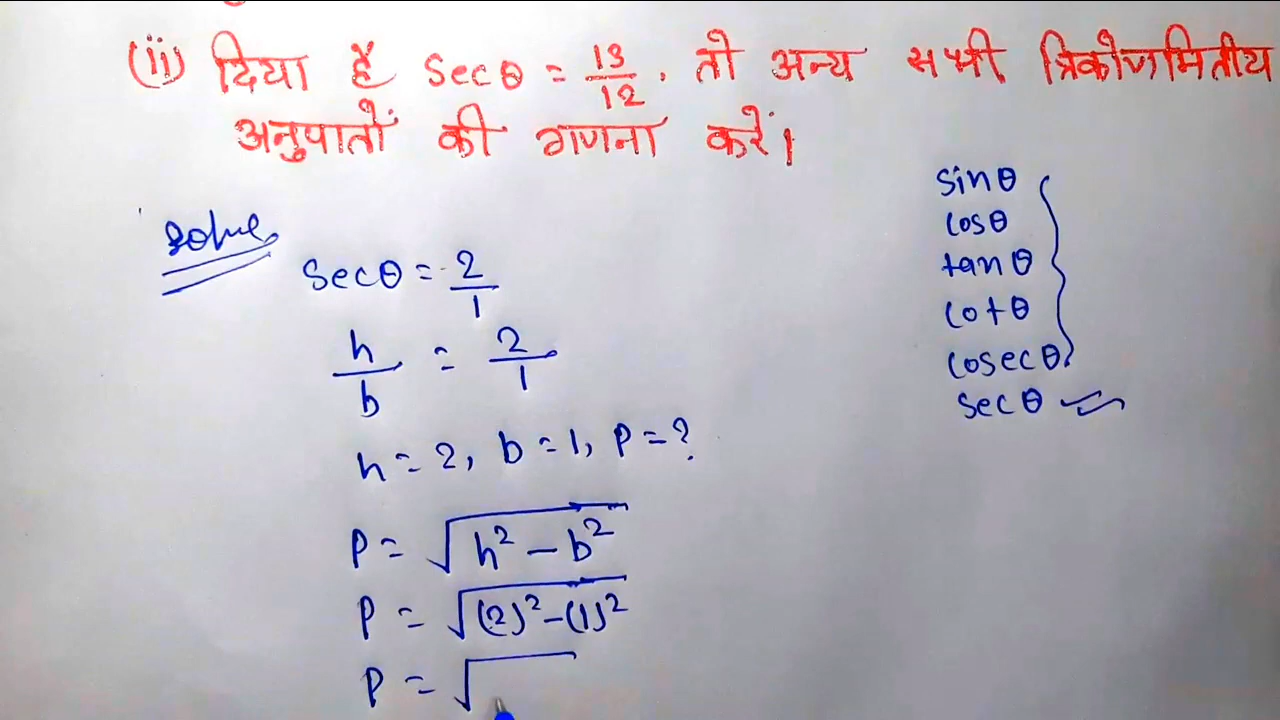 (ii) दिया है secθ = 13/12, तो अन्य सभी त्रिकोणमितीय
अनुपातों की गणना करें।
Solve
secθ = 2/1
h/b = 2/1
h = 2, b = 1, P = ?
P = √(h² − b²)
P = √((2)² − (1)²)
P = √
sinθ
cosθ
tanθ
cotθ
cosecθ
secθ